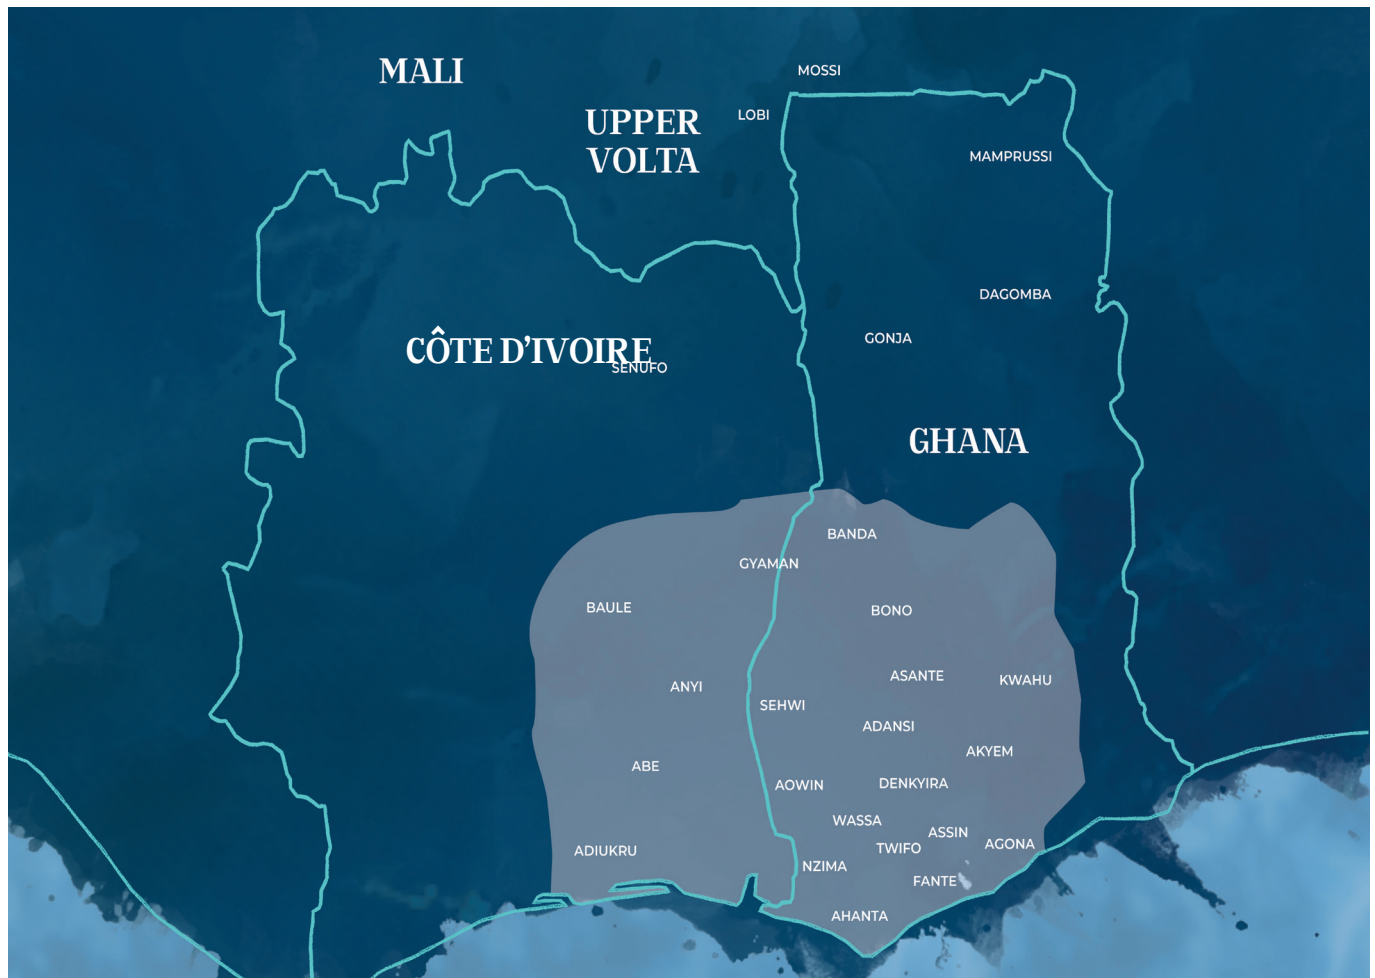 MOSSI
MALI
LOBI
UPPER
VOLTA
MAMPRUSSI
DAGOMBA
GONJA
CÔTE D'IVOIRE
SENUFO
GHANA
BANDA
GYAMAN
BAULE
BONO
ASANTE
KWAHU
ANYI
SEHWI
ADANSI
AKYEM
ABE
AOWIN
DENKYIRA
WASSA
ASSIN
AGONA
TWIFO
ADIUKRU
NZIMA
FANTE
AHANTA